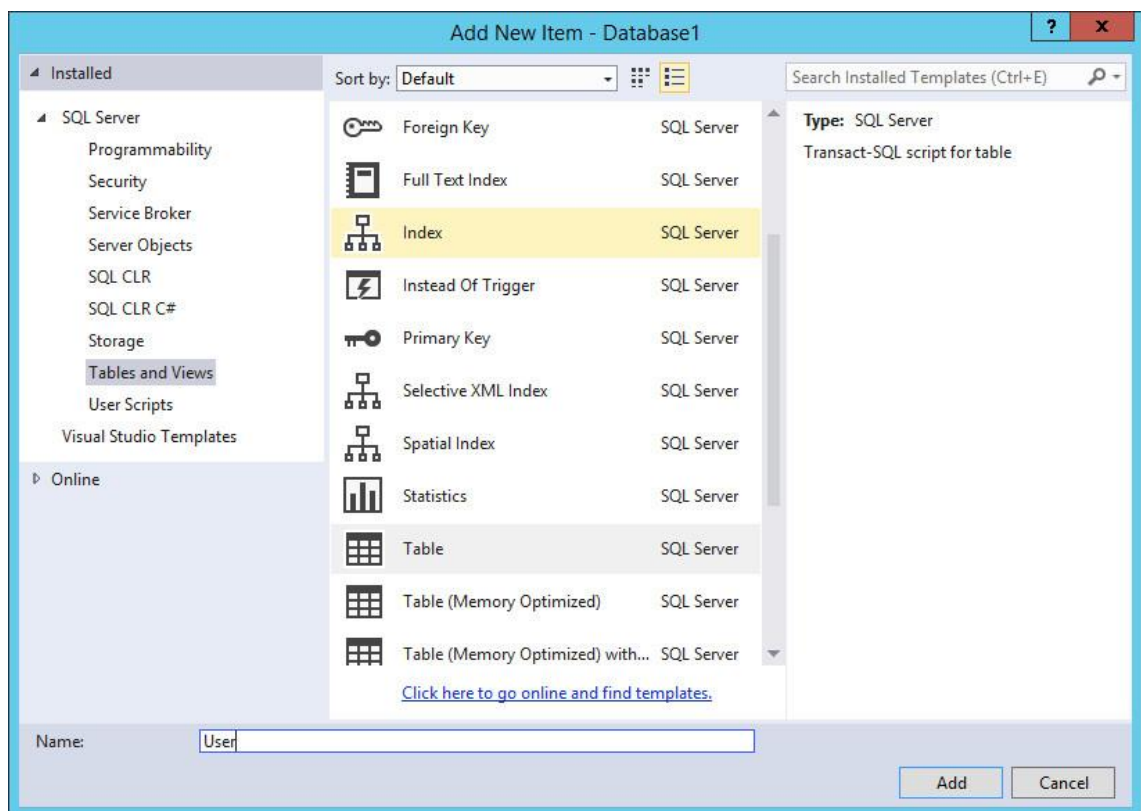 Add New Item - Database1
?
x
Installed
Sort by: Default
Search Installed Templates (Ctrl+E)
SQL Server
Programmability
Security
Service Broker
Server Objects
SQL CLR
SQL CLR C#
Storage
Tables and Views
User Scripts
Visual Studio Templates
Online
Foreign Key SQL Server
Full Text Index SQL Server
Index SQL Server
Instead Of Trigger SQL Server
Primary Key SQL Server
Selective XML Index SQL Server
Spatial Index SQL Server
Statistics SQL Server
Table SQL Server
Table (Memory Optimized) SQL Server
Table (Memory Optimized) with... SQL Server
Click here to go online and find templates.
Type: SQL Server
Transact-SQL script for table
Name: User
Add Cancel